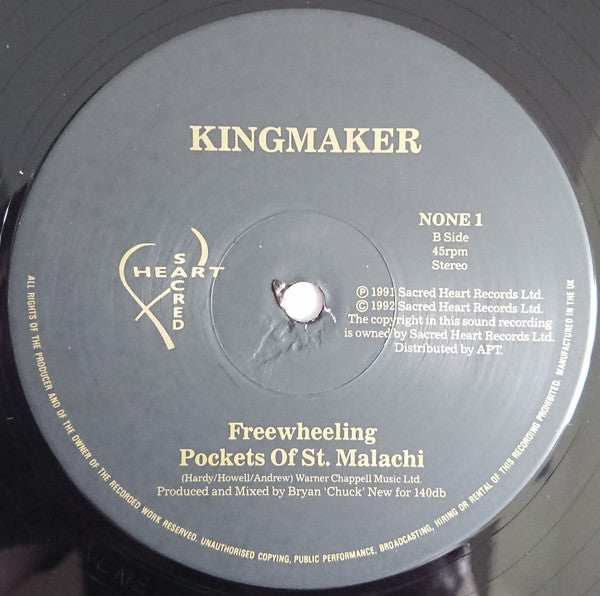 KINGMAKER
NONE 1
B Side
45rpm
Stereo
HEART
SACRED
℗ 1991 Sacred Heart Records Ltd.
© 1992 Sacred Heart Records Ltd.
The copyright in this sound recording
is owned by Sacred Heart Records Ltd.
Distributed by APT.
Freewheeling
Pockets Of St. Malachi
(Hardy/Howell/Andrew) Warner Chappell Music Ltd.
Produced and Mixed by Bryan ‘Chuck’ New for 140db
ALL RIGHTS OF THE PRODUCER AND OF THE OWNER OF THE RECORDED WORK RESERVED. UNAUTHORISED COPYING, PUBLIC PERFORMANCE, BROADCASTING, HIRING OR RENTAL OF THIS RECORDING PROHIBITED. MANUFACTURED IN THE UK